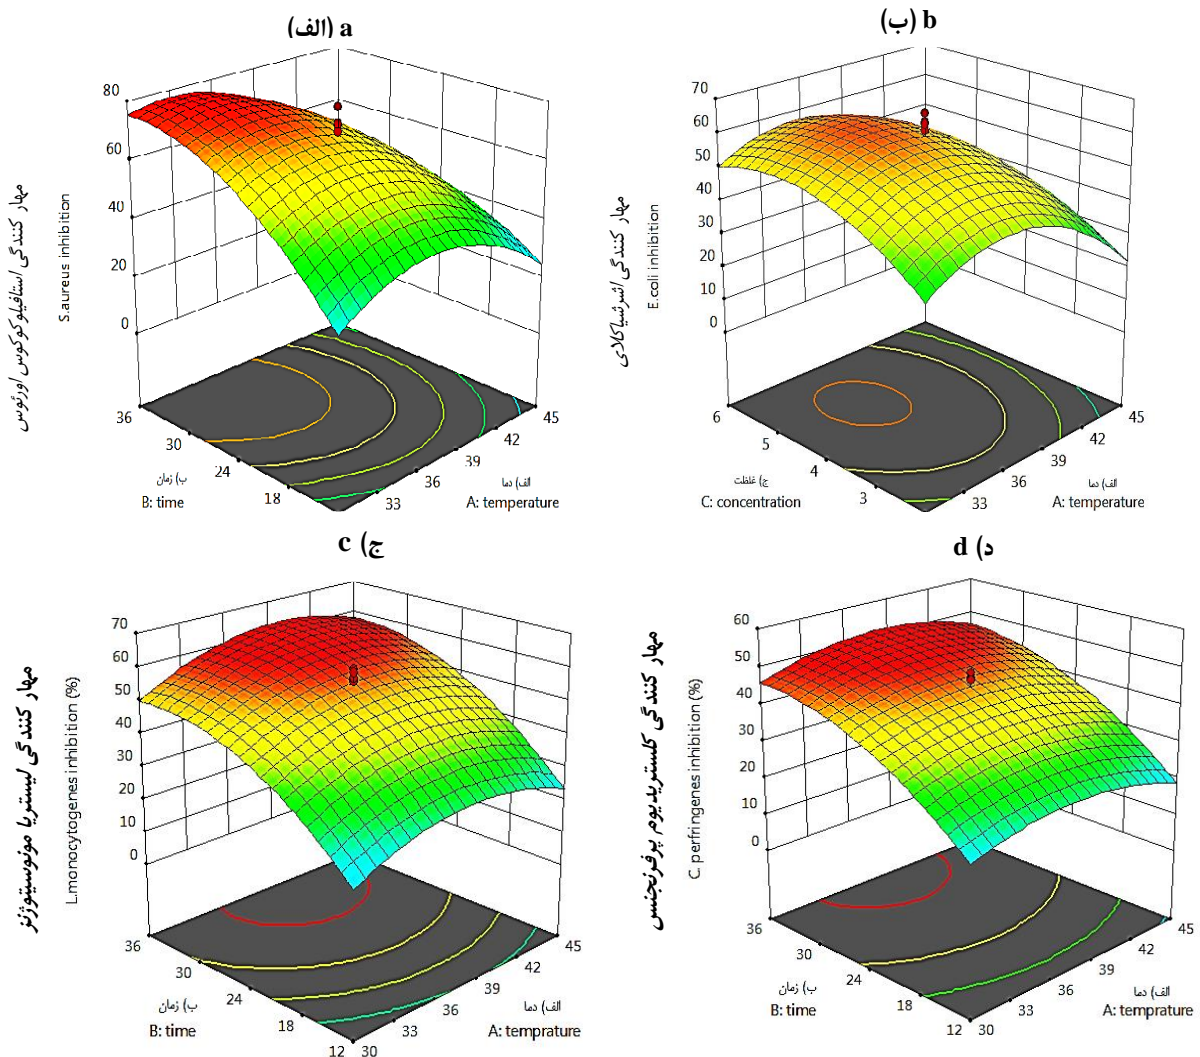 a (الف)
80
60
40
20
0
مهار کنندگی استافیلوکوکوس اورئوس
S.aureus inhibition
36
30
24
18
ب) زمان
B: time
45
42
39
36
33
الف) دما
A: temperature
b (ب)
70
60
50
40
30
20
10
0
مهار کنندگی اشرشیاکلای
E.coli inhibition
6
5
4
3
ج) غلظت
C: concentration
45
42
39
36
33
الف) دما
A: temperature
c (ج
70
60
50
40
30
20
10
0
مهار کنندگی لیستریا مونوسیتوژنز
L.monocytogenes inhibition (%)
36
30
24
18
12
ب) زمان
B: time
45
42
39
36
33
30
الف) دما
A: temprature
d (د
60
50
40
30
20
10
0
مهار کنندگی کلستریدیوم پرفرنجنس
C. perfringenes inhibition (%)
36
30
24
18
12
ب) زمان
B: time
45
42
39
36
33
30
الف) دما
A: temprature